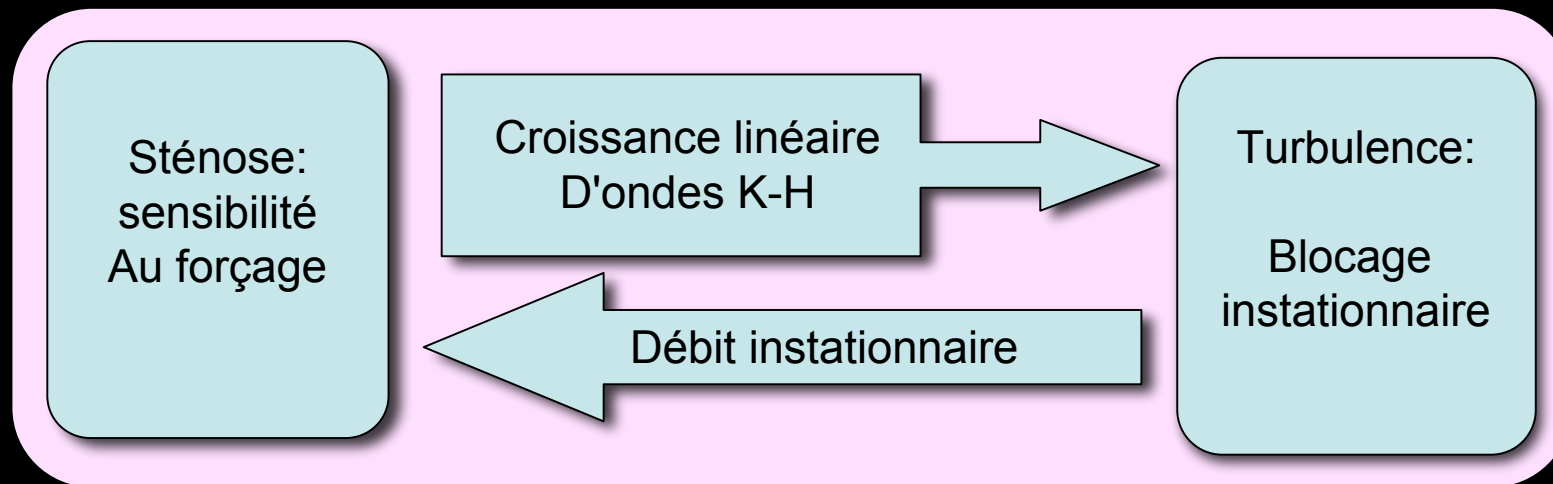 Sténose:
sensibilité
Au forçage
Croissance linéaire
D'ondes K-H
Débit instationnaire
Turbulence:
Blocage
instationnaire